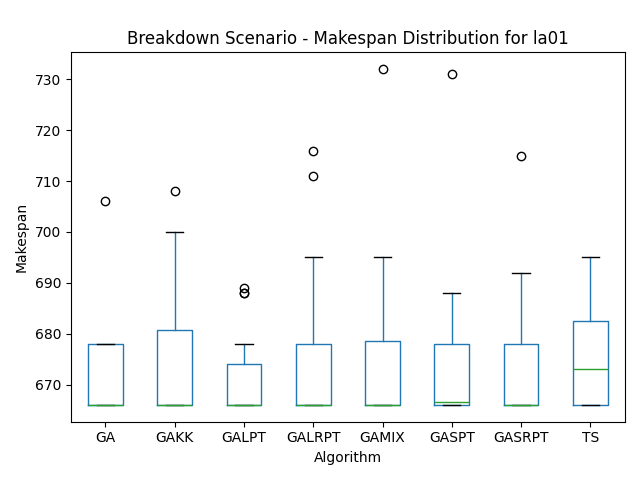 Breakdown Scenario - Makespan Distribution for la01
730
720
710
700
690
680
670
Makespan
GA GAKK GALPT GALRPT GAMIX GASPT GASRPT TS
Algorithm